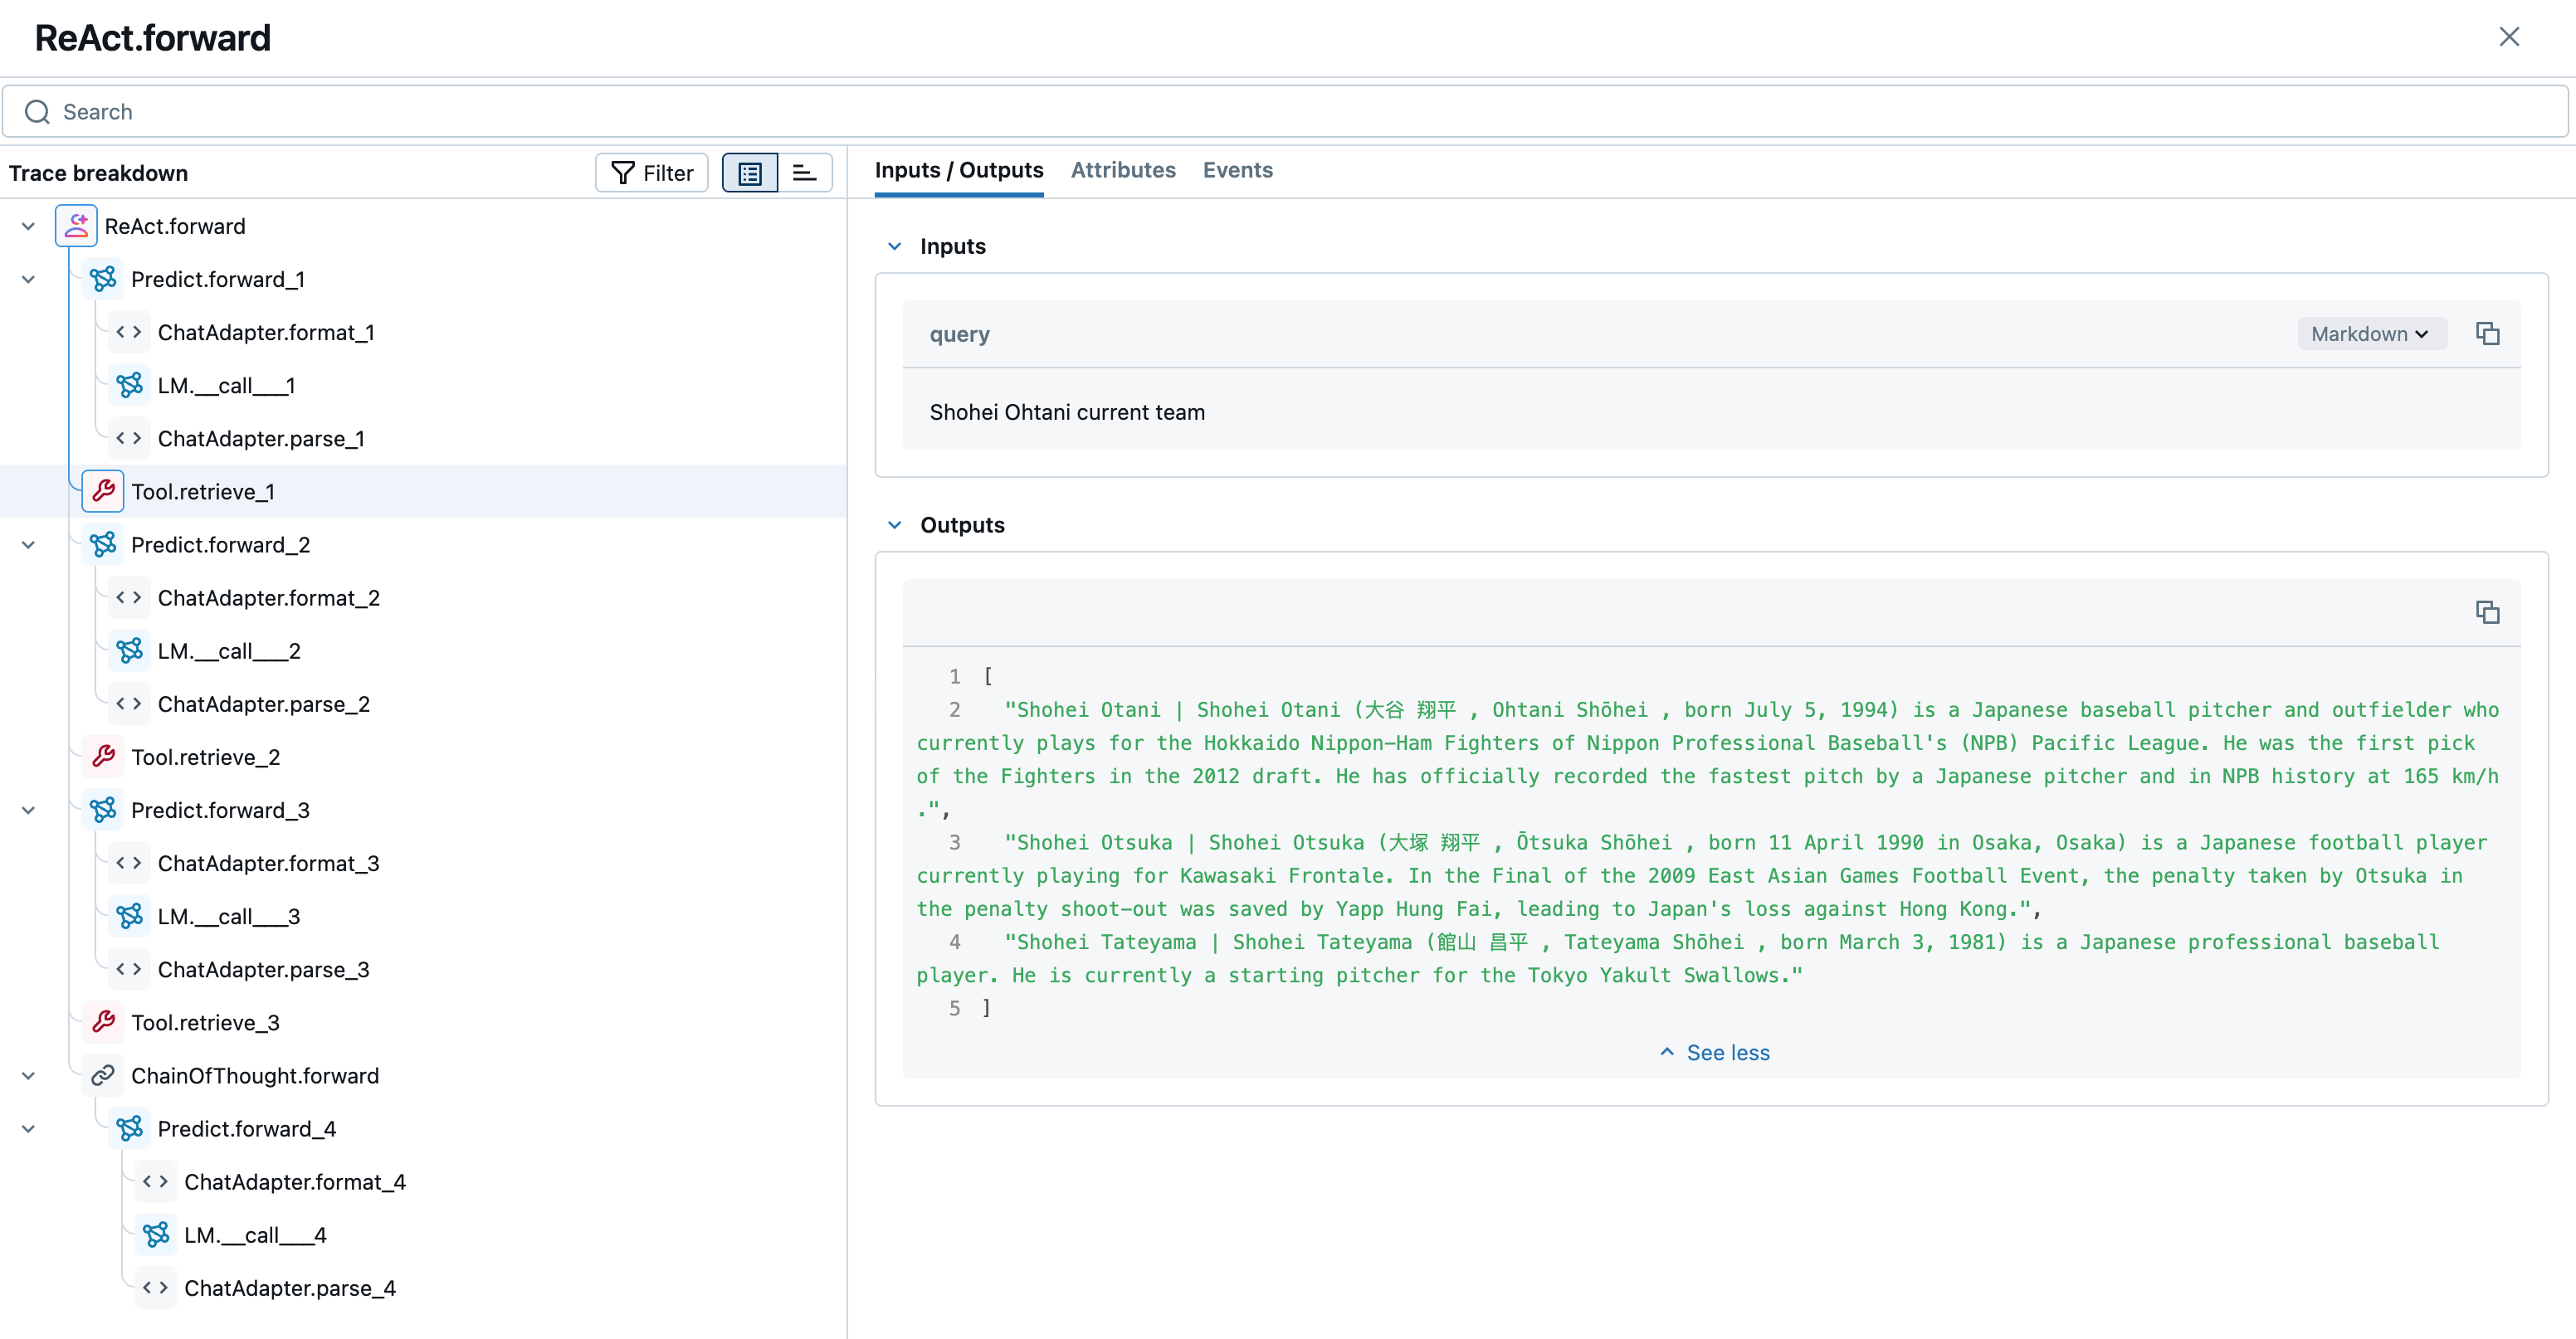 ReAct.forward
Search
Trace breakdown
Filter
ReAct.forward
Predict.forward_1
ChatAdapter.format_1
LM.__call___1
ChatAdapter.parse_1
Tool.retrieve_1
Predict.forward_2
ChatAdapter.format_2
LM.__call___2
ChatAdapter.parse_2
Tool.retrieve_2
Predict.forward_3
ChatAdapter.format_3
LM.__call___3
ChatAdapter.parse_3
Tool.retrieve_3
ChainOfThought.forward
Predict.forward_4
ChatAdapter.format_4
LM.__call___4
ChatAdapter.parse_4
Inputs / Outputs Attributes Events
Inputs
query Markdown
Shohei Ohtani current team
Outputs
1 [
2 "Shohei Otani | Shohei Otani (大谷 翔平 , Ohtani Shōhei , born July 5, 1994) is a Japanese baseball pitcher and outfielder who
currently plays for the Hokkaido Nippon-Ham Fighters of Nippon Professional Baseball's (NPB) Pacific League. He was the first pick
of the Fighters in the 2012 draft. He has officially recorded the fastest pitch by a Japanese pitcher and in NPB history at 165 km/h
.",
3 "Shohei Otsuka | Shohei Otsuka (大塚 翔平 , Ōtsuka Shōhei , born 11 April 1990 in Osaka, Osaka) is a Japanese football player
currently playing for Kawasaki Frontale. In the Final of the 2009 East Asian Games Football Event, the penalty taken by Otsuka in
the penalty shoot-out was saved by Yapp Hung Fai, leading to Japan's loss against Hong Kong.",
4 "Shohei Tateyama | Shohei Tateyama (館山 昌平 , Tateyama Shōhei , born March 3, 1981) is a Japanese professional baseball
player. He is currently a starting pitcher for the Tokyo Yakult Swallows."
5 ]
See less